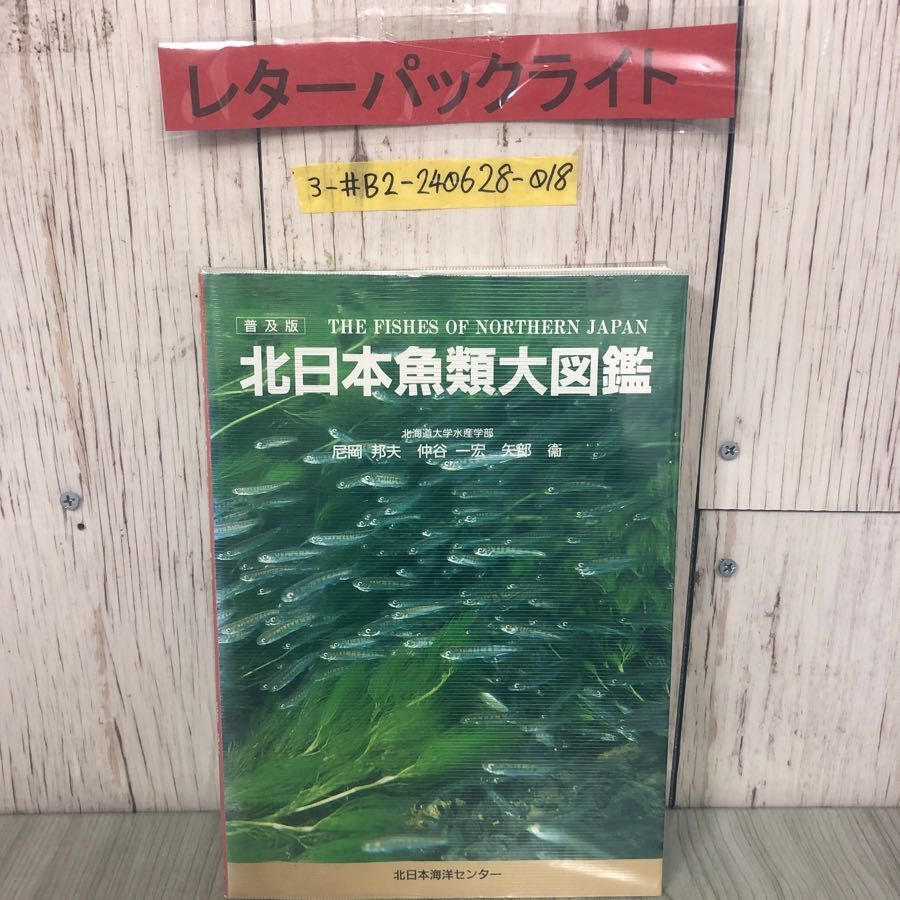 レターパックライト
3-#B2-240628-018
普及版 THE FISHES OF NORTHERN JAPAN
北日本魚類大図鑑
北海道大学水産学部
尼岡 邦夫 仲谷 一宏 矢部 衞
北日本海洋センター